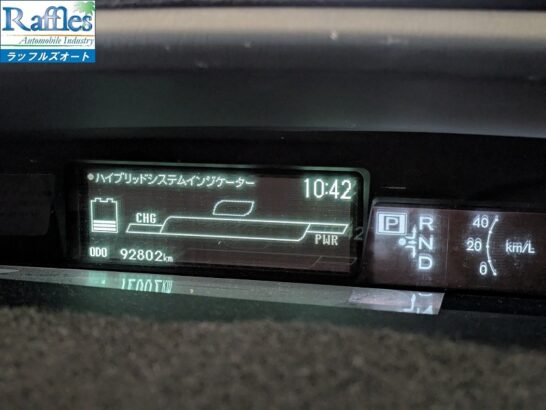 Raffles
Automobile Industry
ラッフルズオート
ハイブリッドシステムインジケーター
10:42
CHG
PWR
ODO 92802km
P
R
N
D
40
20
0
km/L